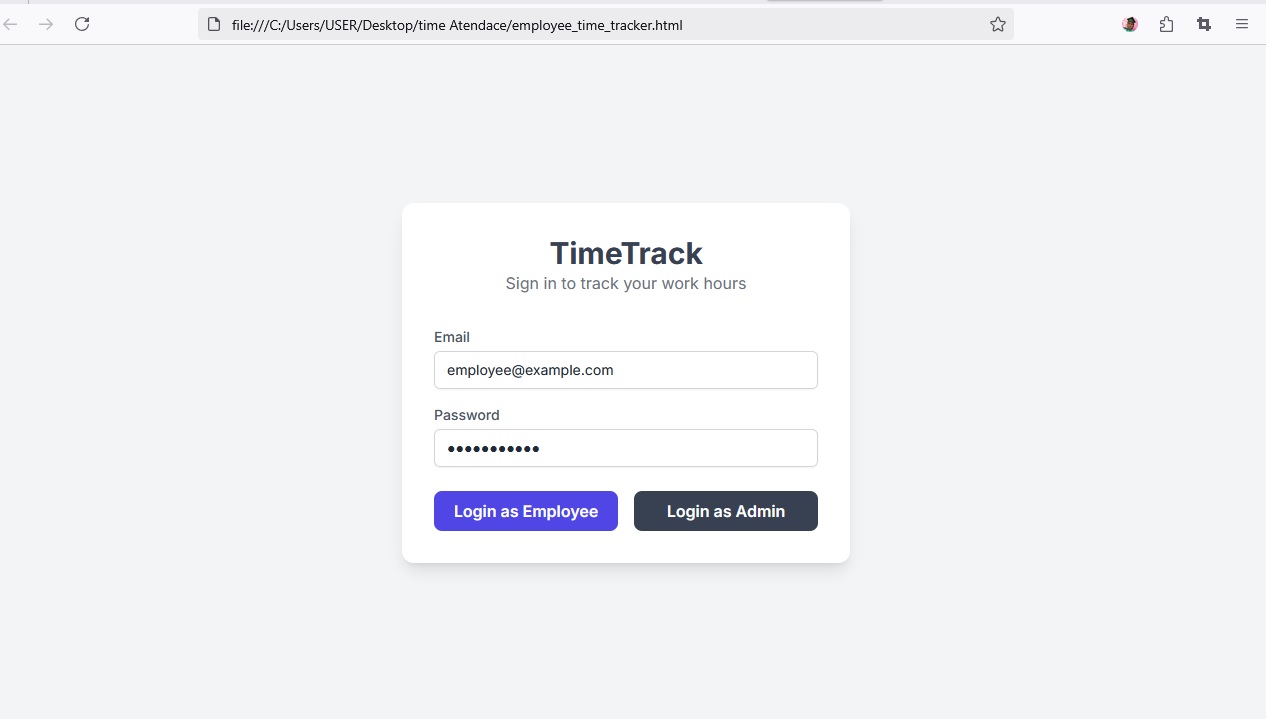 file:///C:/Users/USER/Desktop/time Atendace/employee_time_tracker.html
TimeTrack
Sign in to track your work hours
Email
employee@example.com
Password
•••••••••••
Login as Employee
Login as Admin